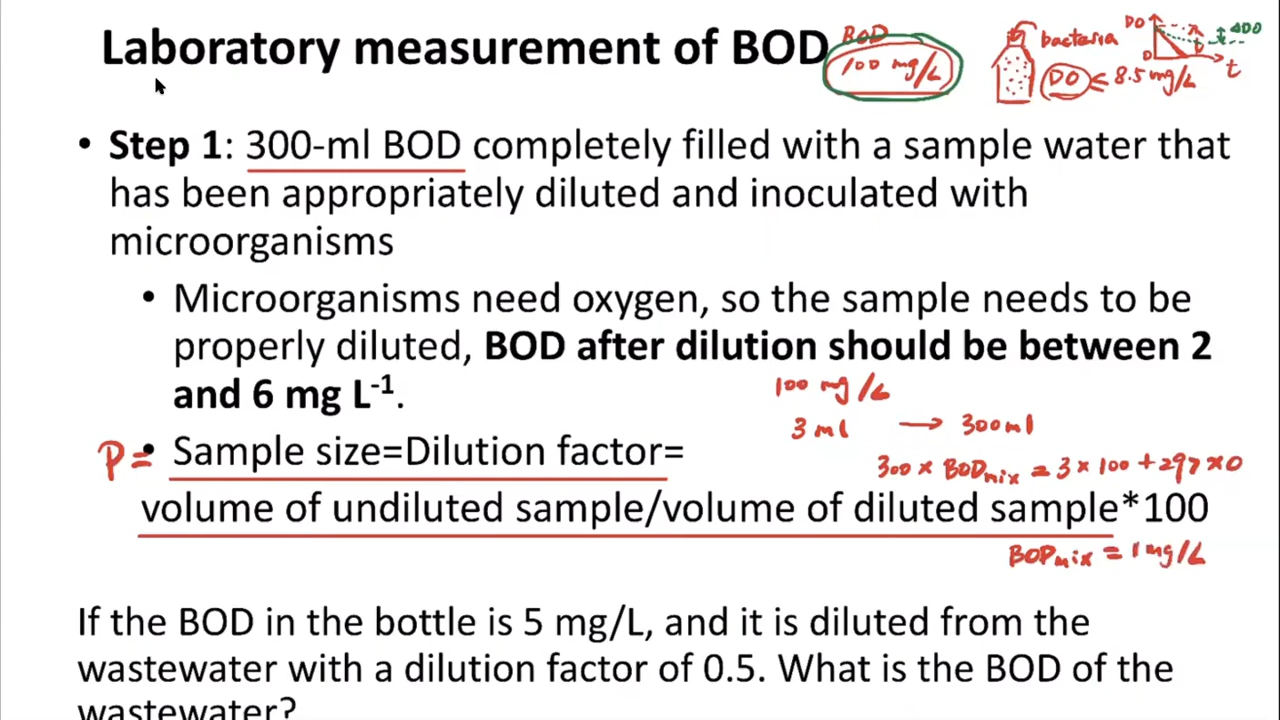 Laboratory measurement of BOD
BOD
100 mg/L
bacteria
DO
8.5 mg/L
DO
0
t
ΔDO
• Step 1: 300-ml BOD completely filled with a sample water that
has been appropriately diluted and inoculated with
microorganisms
• Microorganisms need oxygen, so the sample needs to be
properly diluted, BOD after dilution should be between 2
and 6 mg L-1.
100 mg/L
3 ml → 300ml
P=
• Sample size=Dilution factor=
300 × BODmix = 3 × 100 + 297 × 0
volume of undiluted sample/volume of diluted sample*100
BODmix = 1 mg/L
If the BOD in the bottle is 5 mg/L, and it is diluted from the
wastewater with a dilution factor of 0.5. What is the BOD of the
wastewater?